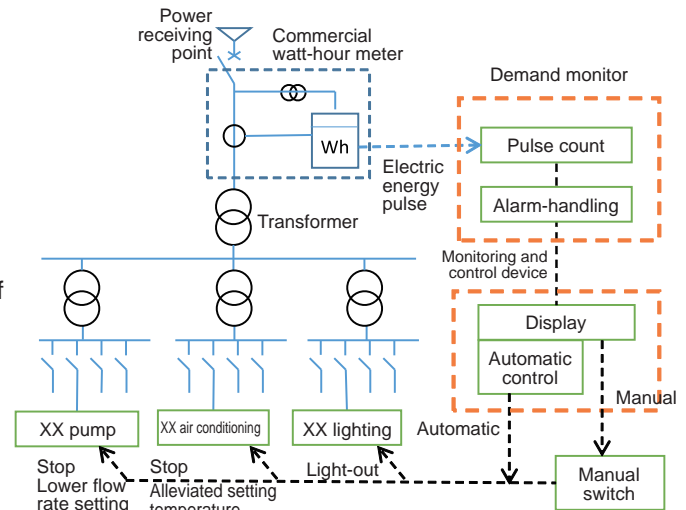 Power
receiving
point
Commercial
watt-hour meter
Demand monitor
Wh
Pulse count
Electric
energy
pulse
Alarm-handling
Transformer
Monitoring and
control device
f
Display
Automatic
control
Manual
XX pump
XX air conditioning
XX lighting
Automatic
Stop
Lower flow
rate setting
Stop
Alleviated setting
temperature
Light-out
Manual
switch